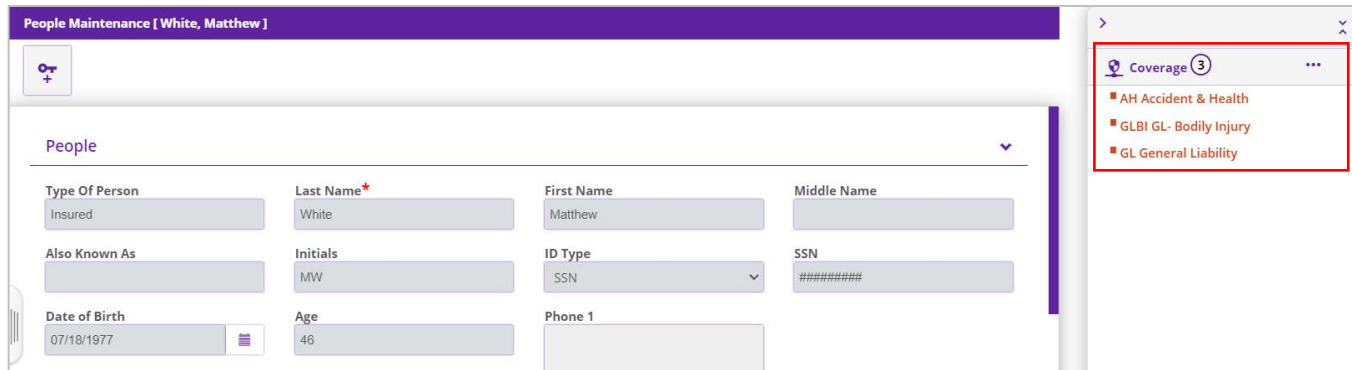 People Maintenance [ White, Matthew ]
People
Type Of Person Last Name* First Name Middle Name
Insured White Matthew
Also Known As Initials ID Type SSN
MW SSN #########
Date of Birth Age Phone 1
07/18/1977 46
Coverage 3 ...
AH Accident & Health
GLBI GL- Bodily Injury
GL General Liability